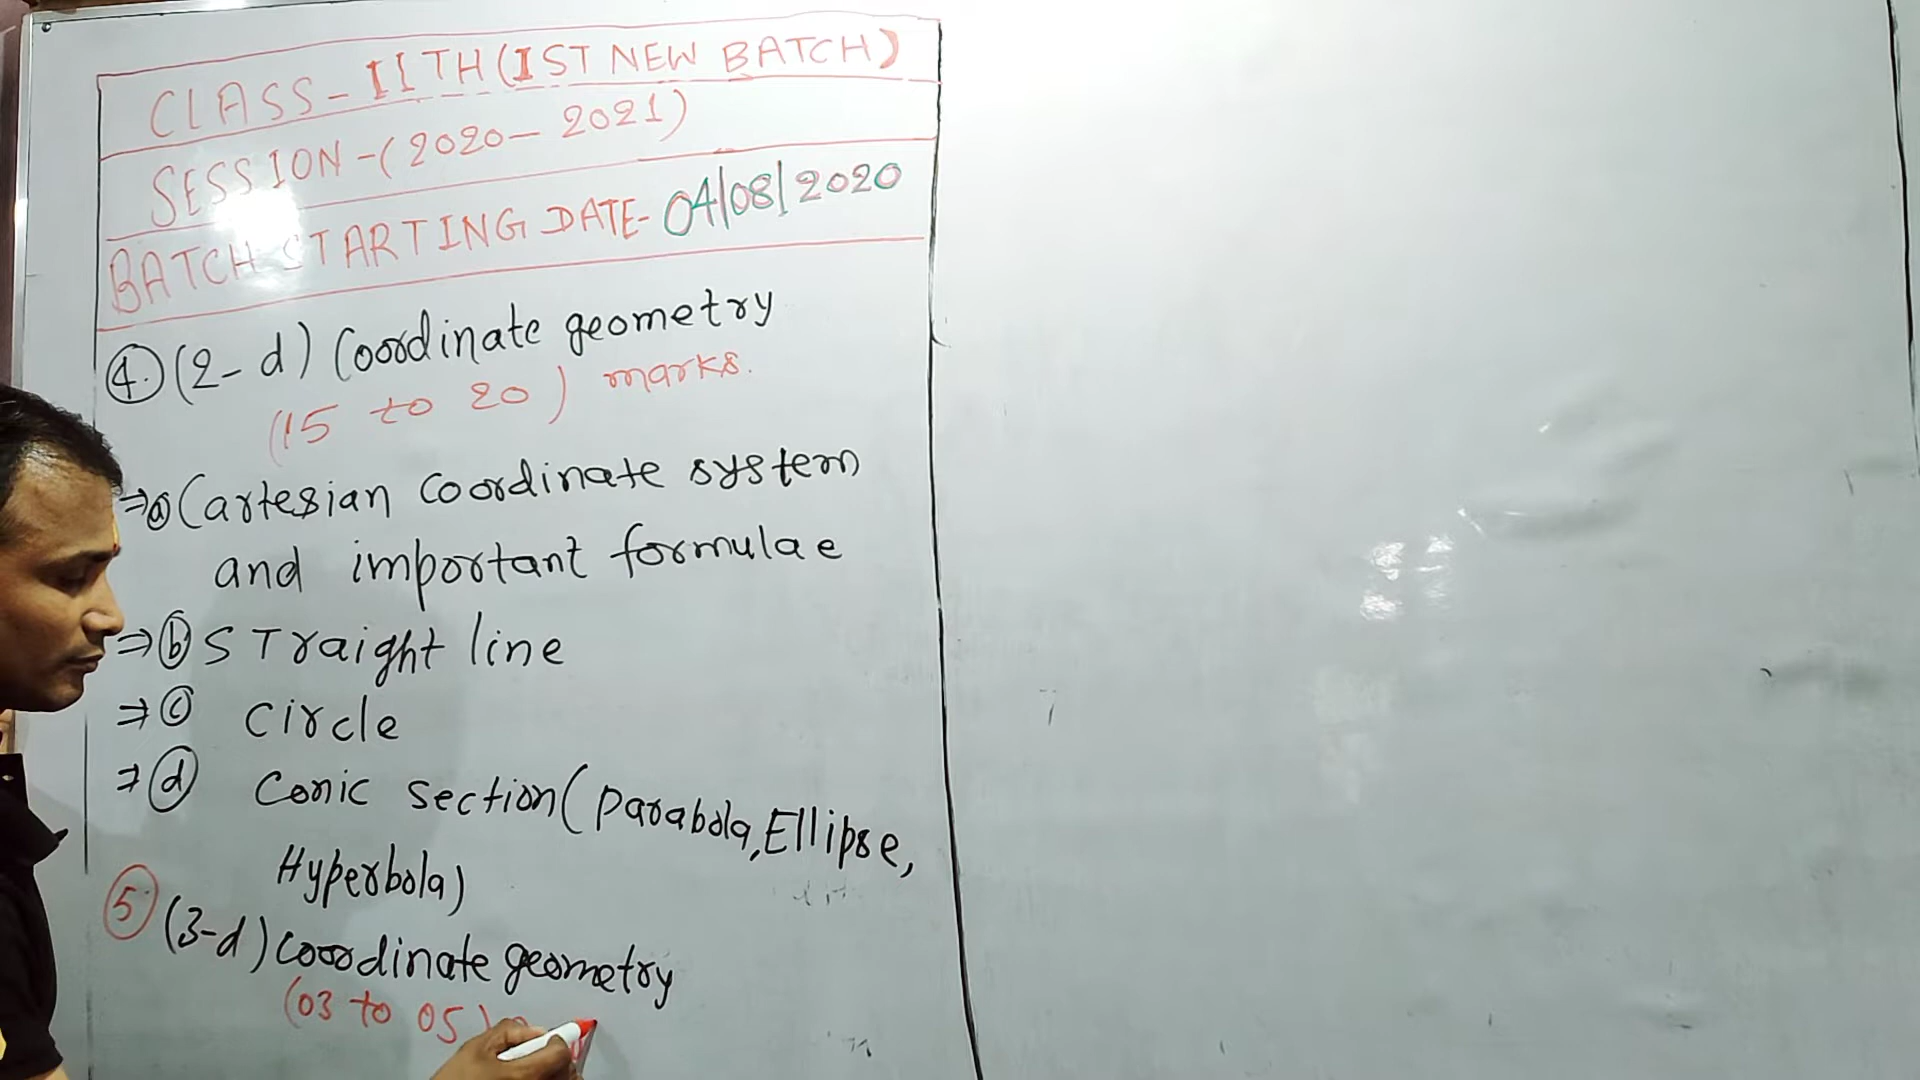 CLASS-11TH (IST NEW BATCH)
SESSION-(2020-2021)
BATCH STARTING DATE-04/08/2020
4. (2-d) Coordinate geometry
(15 to 20) marks.
⇒ⓐ Cartesian coordinate system
and important formulae
⇒ⓑ STraight line
⇒ⓒ circle
⇒ⓓ Conic section(parabola,Ellipse,
Hyperbola)
5. (3-d) coordinate geometry
(03 to 05)